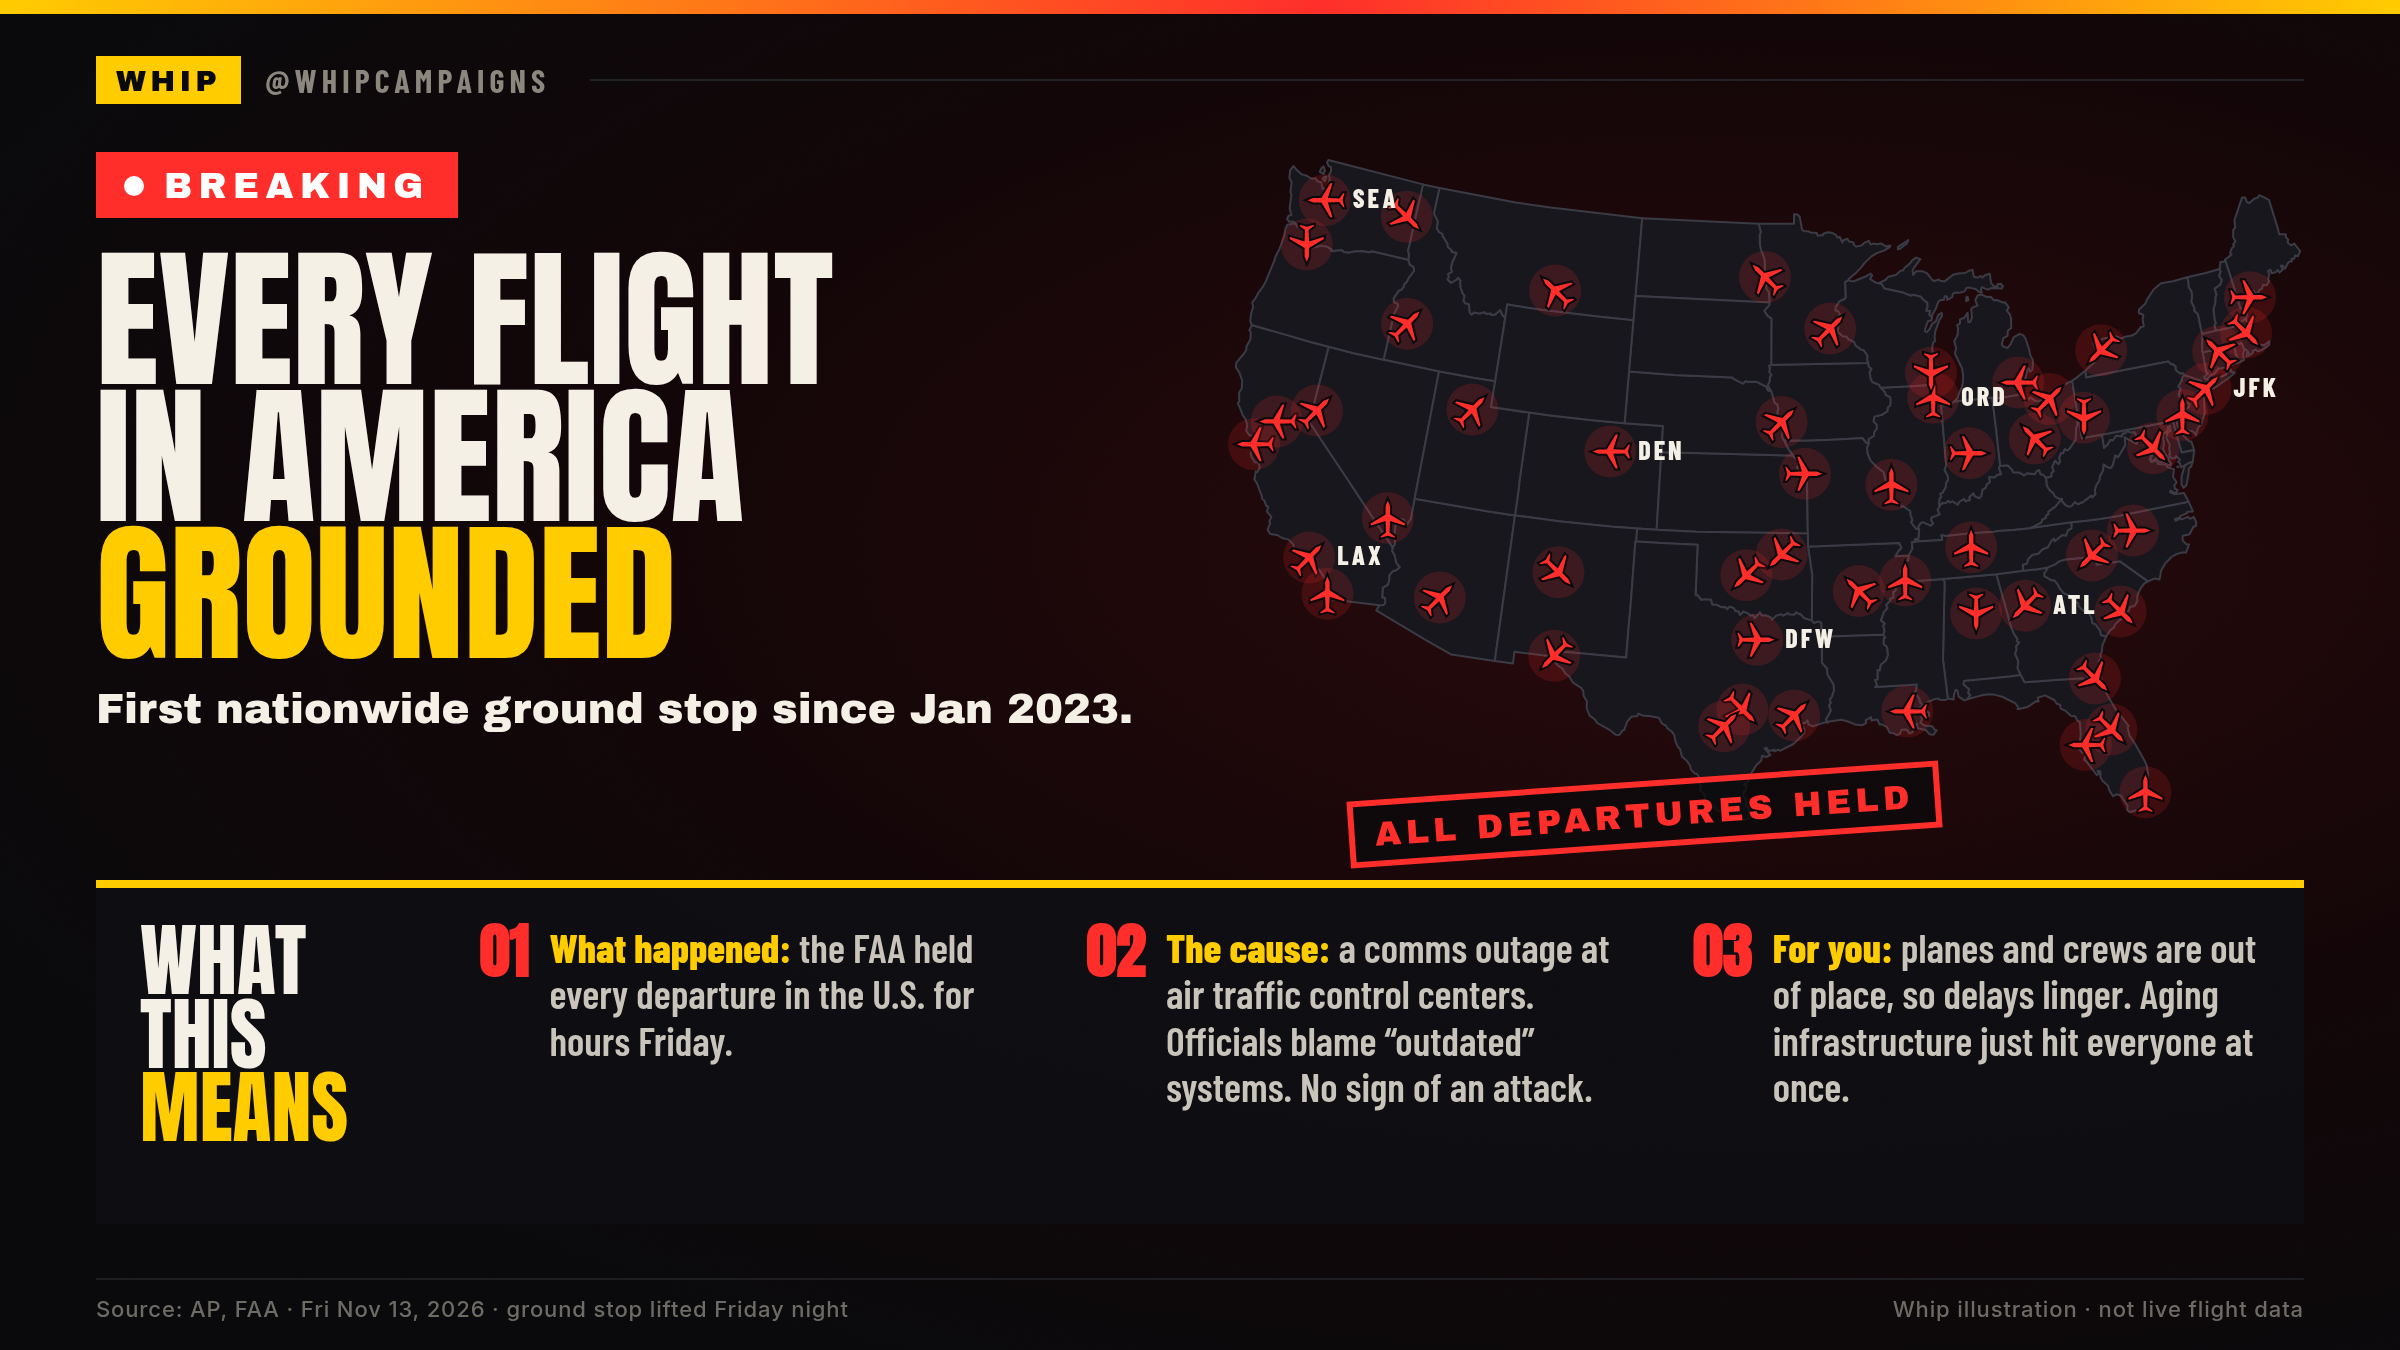 WHIP @WHIPCAMPAIGNS
BREAKING
EVERY FLIGHT
IN AMERICA
GROUNDED
First nationwide ground stop since Jan 2023.
SEA
ORD
JFK
DEN
LAX
ATL
DFW
ALL DEPARTURES HELD
WHAT
THIS
MEANS
01 What happened: the FAA held
every departure in the U.S. for
hours Friday.
02 The cause: a comms outage at
air traffic control centers.
Officials blame “outdated”
systems. No sign of an attack.
03 For you: planes and crews are out
of place, so delays linger. Aging
infrastructure just hit everyone at
once.
Source: AP, FAA · Fri Nov 13, 2026 · ground stop lifted Friday night
Whip illustration · not live flight data